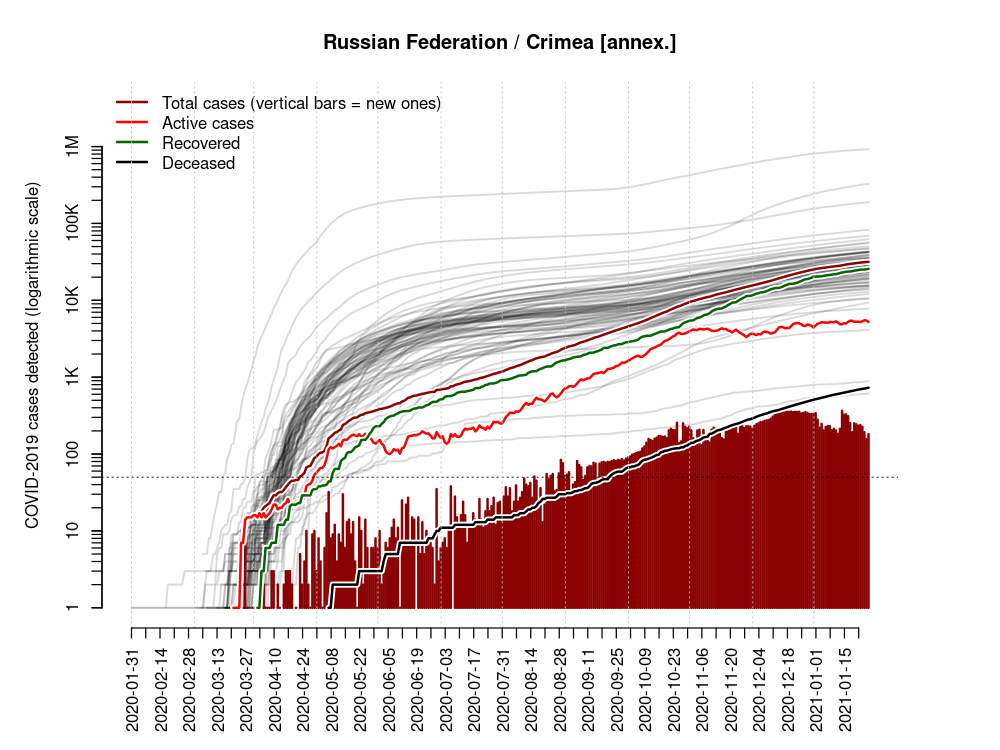 Russian Federation / Crimea [annex.]
Total cases (vertical bars = new ones)
Active cases
Recovered
Deceased
COVID-2019 cases detected (logarithmic scale)
1M
100K
10K
1K
100
10
1
2020-01-31
2020-02-14
2020-02-28
2020-03-13
2020-03-27
2020-04-10
2020-04-24
2020-05-08
2020-05-22
2020-06-05
2020-06-19
2020-07-03
2020-07-17
2020-07-31
2020-08-14
2020-08-28
2020-09-11
2020-09-25
2020-10-09
2020-10-23
2020-11-06
2020-11-20
2020-12-04
2020-12-18
2021-01-01
2021-01-15